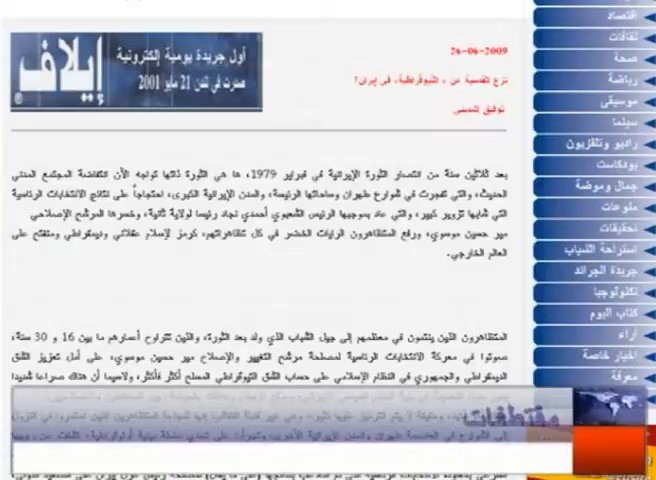 إيلاف
أول جريدة يومية إلكترونية
صدرت في لندن 21 مايو 2001
26-06-2009
نزع القدسية عن « الثيوقراطية» في إيران؟
توفيق المديني
بعد ثلاثين سنة من انتصار الثورة الإيرانية في فبراير 1979، ها هي الثورة ذاتها تواجه الآن انتفاضة المجتمع المدني
الحديث، والتي تفجرت في شوارع طهران وساحاتها الرئيسة، والمدن الإيرانية الكبرى، احتجاجاً على نتائج الانتخابات الرئاسية
التي شابها تزوير كبير، والتي عاد بموجبها الرئيس الشعبوي أحمدي نجاد رئيسا لولاية ثانية، وخسرها المرشح الإصلاحي
مير حسين موسوي، ورفع المتظاهرون الرايات الخضر في كل تظاهراتهم، كرمز لإسلام عقلاني وديمقراطي ومنفتح على
العالم الخارجي.
المتظاهرون الذين ينتمون في معظمهم إلى جيل الشباب الذي ولد بعد الثورة، والذين تتراوح أعمارهم ما بين 16 و 30 سنة،
صوتوا في معركة الانتخابات الرئاسية لمصلحة مرشح التغيير والإصلاح مير حسين موسوي، على أمل تعزيز الشق
الديمقراطي والجمهوري في النظام الإسلامي على حساب الشق الثيوقراطي المسلح أكثر فأكثر، ولاسيما أن هناك صراعا شديدا
مقتطفات
اقتصاد
ثقافات
صحة
رياضة
موسيقى
سينما
راديو وتلفزيون
بودكاست
جمال وموضة
منوعات
تحقيقات
استراحة الشباب
جريدة الجرائد
تكنولوجيا
كتاب اليوم
آراء
اخبار خاصة
معرفة